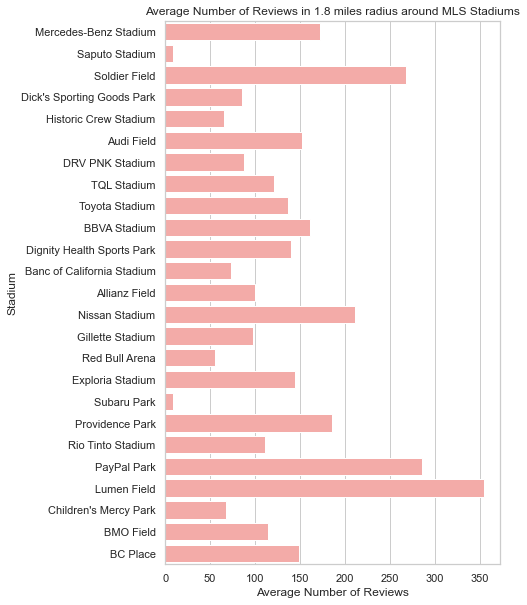 Average Number of Reviews in 1.8 miles radius around MLS Stadiums
Mercedes-Benz Stadium
Saputo Stadium
Soldier Field
Dick's Sporting Goods Park
Historic Crew Stadium
Audi Field
DRV PNK Stadium
TQL Stadium
Toyota Stadium
BBVA Stadium
Dignity Health Sports Park
Banc of California Stadium
Allianz Field
Nissan Stadium
Gillette Stadium
Red Bull Arena
Exploria Stadium
Subaru Park
Providence Park
Rio Tinto Stadium
PayPal Park
Lumen Field
Children's Mercy Park
BMO Field
BC Place
Stadium
0 50 100 150 200 250 300 350
Average Number of Reviews